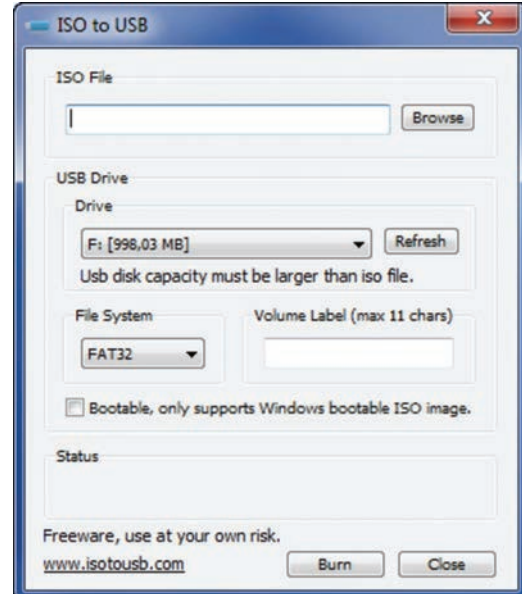 ISO to USB
ISO File
Browse
USB Drive
Drive
F: [998,03 MB]
Refresh
Usb disk capacity must be larger than iso file.
File System
Volume Label (max 11 chars)
FAT32
Bootable, only supports Windows bootable ISO image.
Status
Freeware, use at your own risk.
www.isotousb.com
Burn
Close